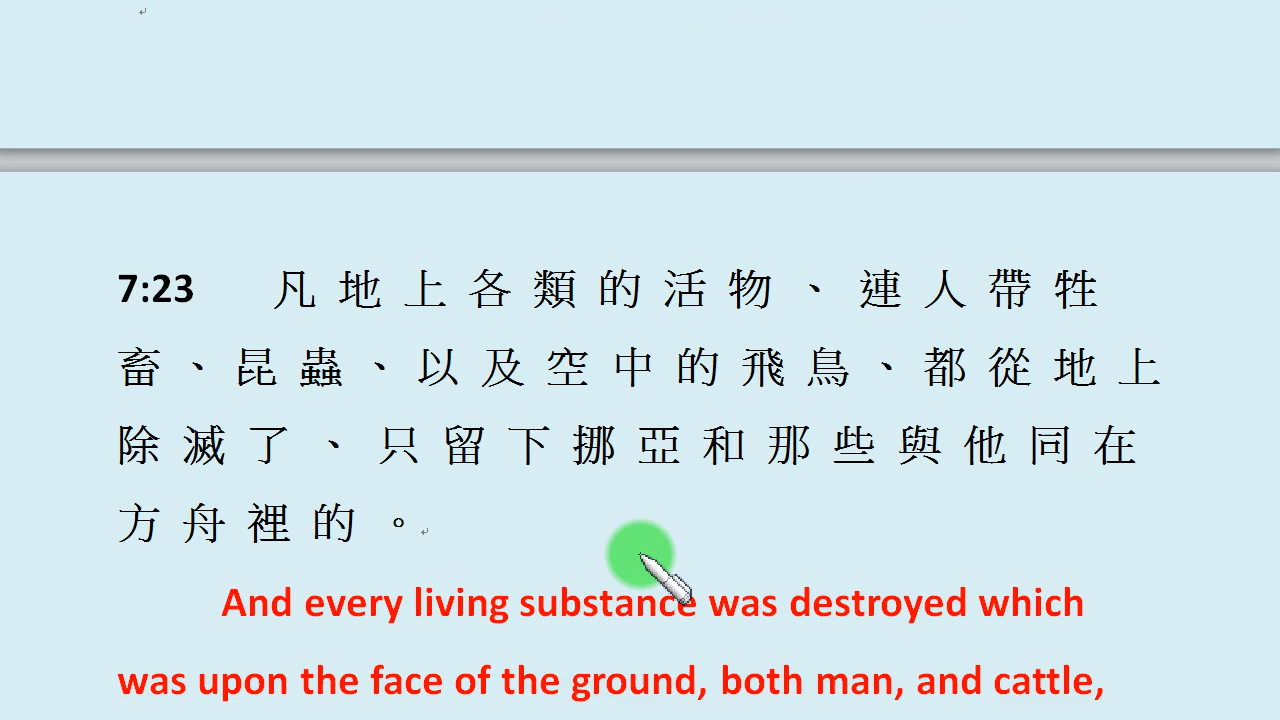 7:23 凡 地 上 各 類 的 活 物 、 連 人 帶 牲
畜 、 昆 蟲 、 以 及 空 中 的 飛 鳥 、 都 從 地 上
除 滅 了 、 只 留 下 挪 亞 和 那 些 與 他 同 在
方 舟 裡 的 。
And every living substance was destroyed which
was upon the face of the ground, both man, and cattle,